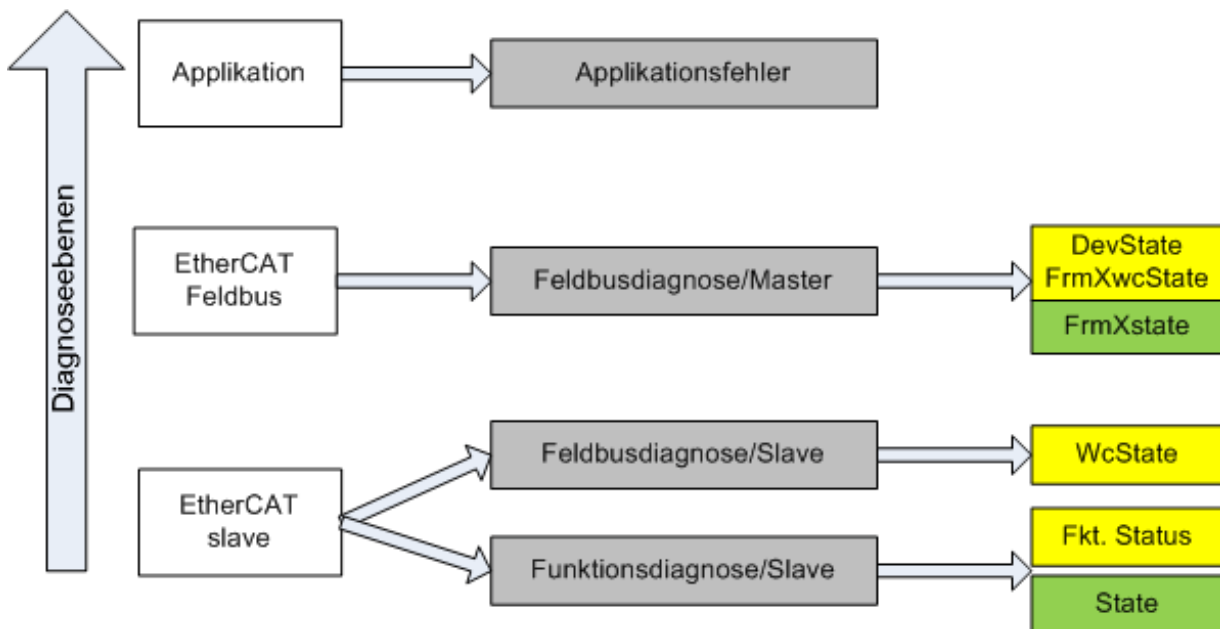 Diagnoseebenen
Applikation
Applikationsfehler
EtherCAT
Feldbus
Feldbusdiagnose/Master
DevState
FrmXwcState
FrmXstate
EtherCAT
slave
Feldbusdiagnose/Slave
WcState
Funktionsdiagnose/Slave
Fkt. Status
State